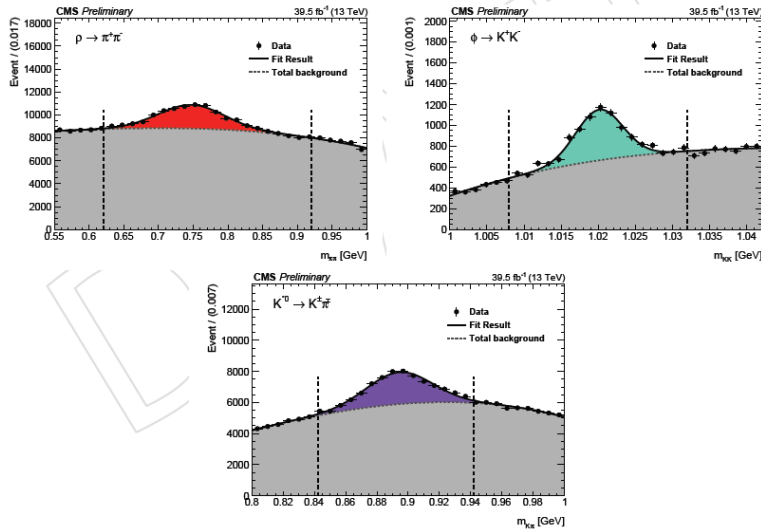 CMS Preliminary 39.5 fb⁻¹ (13 TeV)
ρ → π⁺π⁻
Data
Fit Result
Total background
Event / (0.017)
18000
16000
14000
12000
10000
8000
6000
4000
2000
0
0.55 0.6 0.65 0.7 0.75 0.8 0.85 0.9 0.95 1
m_ππ [GeV]
CMS Preliminary 39.5 fb⁻¹ (13 TeV)
φ → K⁺K⁻
Data
Fit Result
Total background
Event / (0.001)
2000
1800
1600
1400
1200
1000
800
600
400
200
0
1 1.005 1.01 1.015 1.02 1.025 1.03 1.035 1.04
m_KK [GeV]
CMS Preliminary 39.5 fb⁻¹ (13 TeV)
K*⁰ → K±π∓
Data
Fit Result
Total background
Event / (0.007)
12000
10000
8000
6000
4000
2000
0
0.8 0.82 0.84 0.86 0.88 0.9 0.92 0.94 0.96 0.98 1
m_Kπ [GeV]